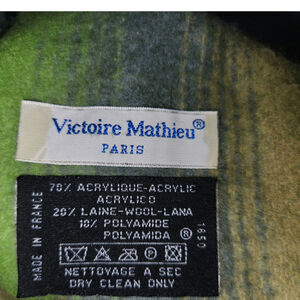 Victoire Mathieu®
PARIS
70% ACRYLIQUE-ACRYLIC
ACRYLICO
20% LAINE-WOOL-LANA
10% POLYAMIDE
POLYAMIDA
NETTOYAGE A SEC
DRY CLEAN ONLY
MADE IN FRANCE